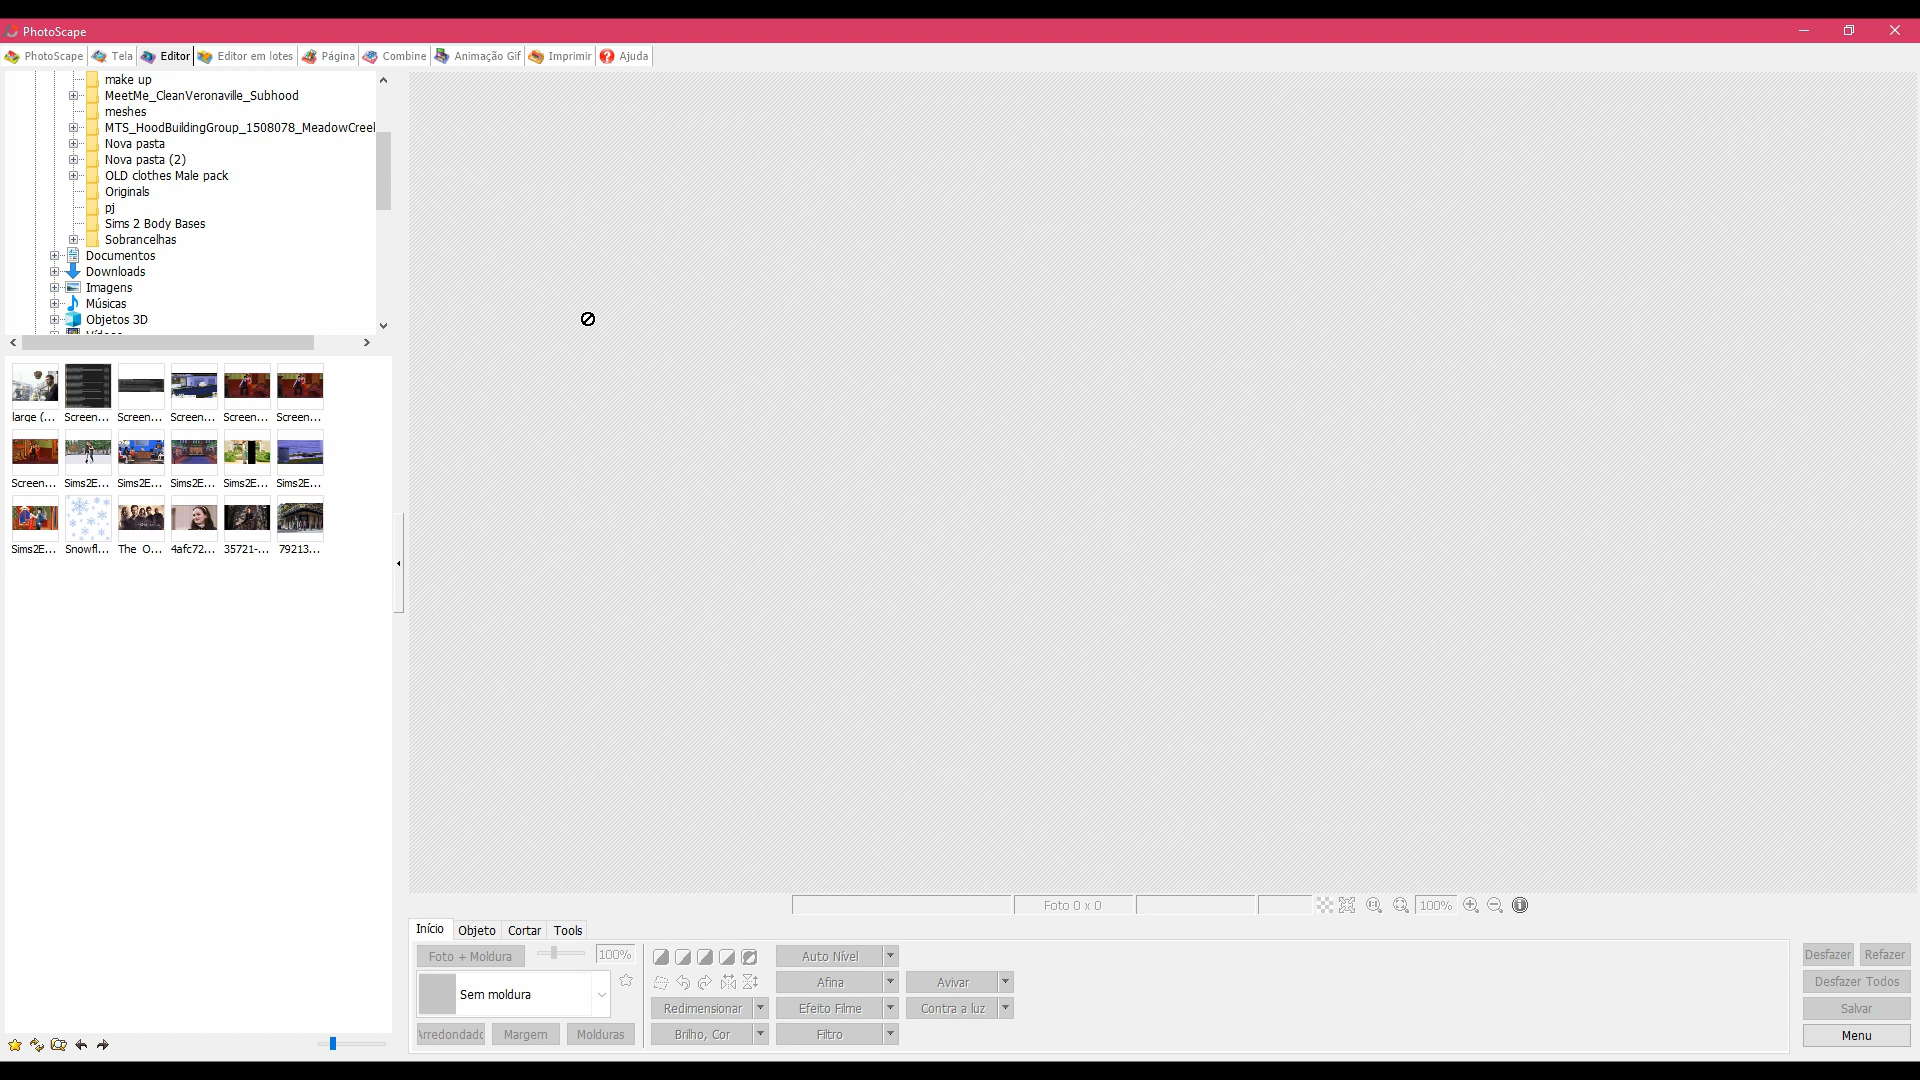 PhotoScape
PhotoScape Tela Editor Editor em lotes Página Combine Animação Gif Imprimir Ajuda
make up
MeetMe_CleanVeronaville_Subhood
meshes
MTS_HoodBuildingGroup_1508078_MeadowCreek
Nova pasta
Nova pasta (2)
OLD clothes Male pack
Originals
pj
Sims 2 Body Bases
Sobrancelhas
Documentos
Downloads
Imagens
Músicas
Objetos 3D
large (... Screen... Screen... Screen... Screen... Screen...
Screen... Sims2E... Sims2E... Sims2E... Sims2E... Sims2E...
Sims2E... Snowfl... The O... 4afc72... 35721-... 79213...
Foto 0 x 0 100%
Início Objeto Cortar Tools
Foto + Moldura 100% Auto Nível Desfazer Refazer
Afina Avivar Desfazer Todos
Sem moldura
Redimensionar Efeito Filme Contra a luz Salvar
Arredondado Margem Molduras Brilho, Cor Filtro Menu